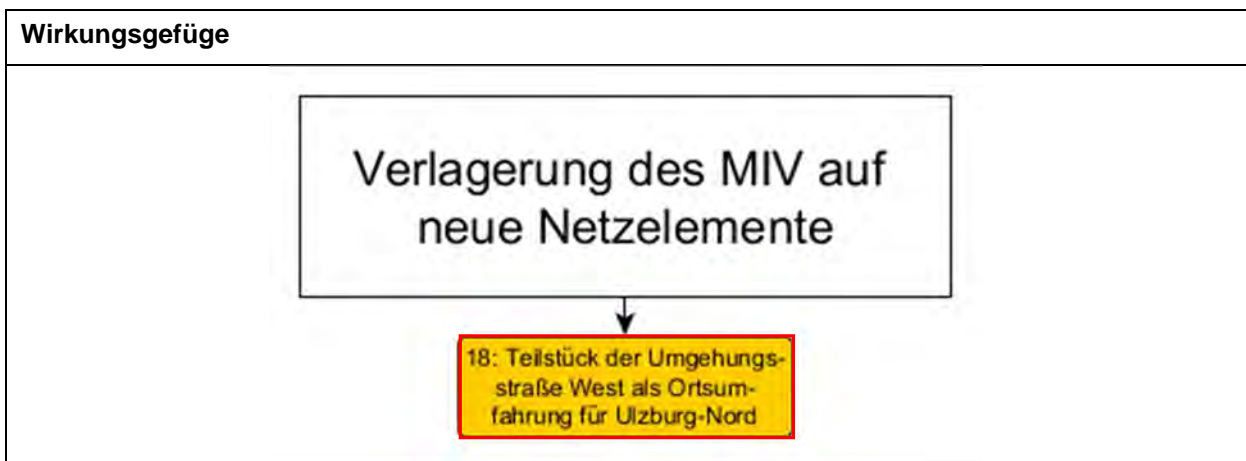 Wirkungsgefüge
Verlagerung des MIV auf
neue Netzelemente
18: Teilstück der Umgehungs-
straße West als Ortsum-
fahrung für Ulzburg-Nord